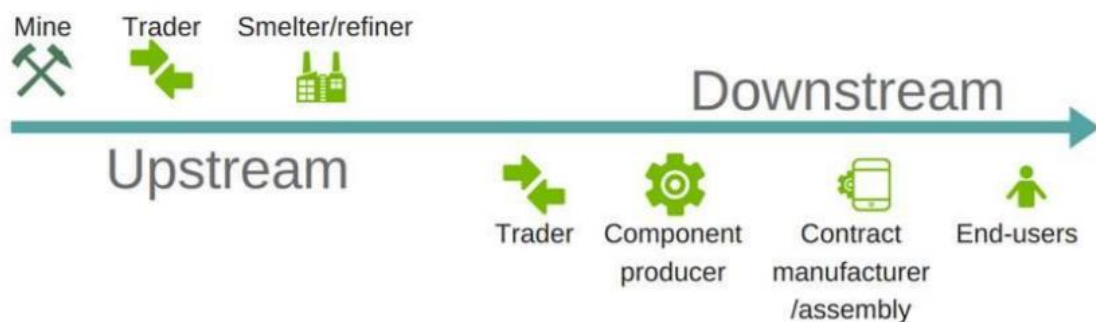 Mine Trader Smelter/refiner
Downstream
Upstream
Trader Component producer Contract manufacturer /assembly End-users